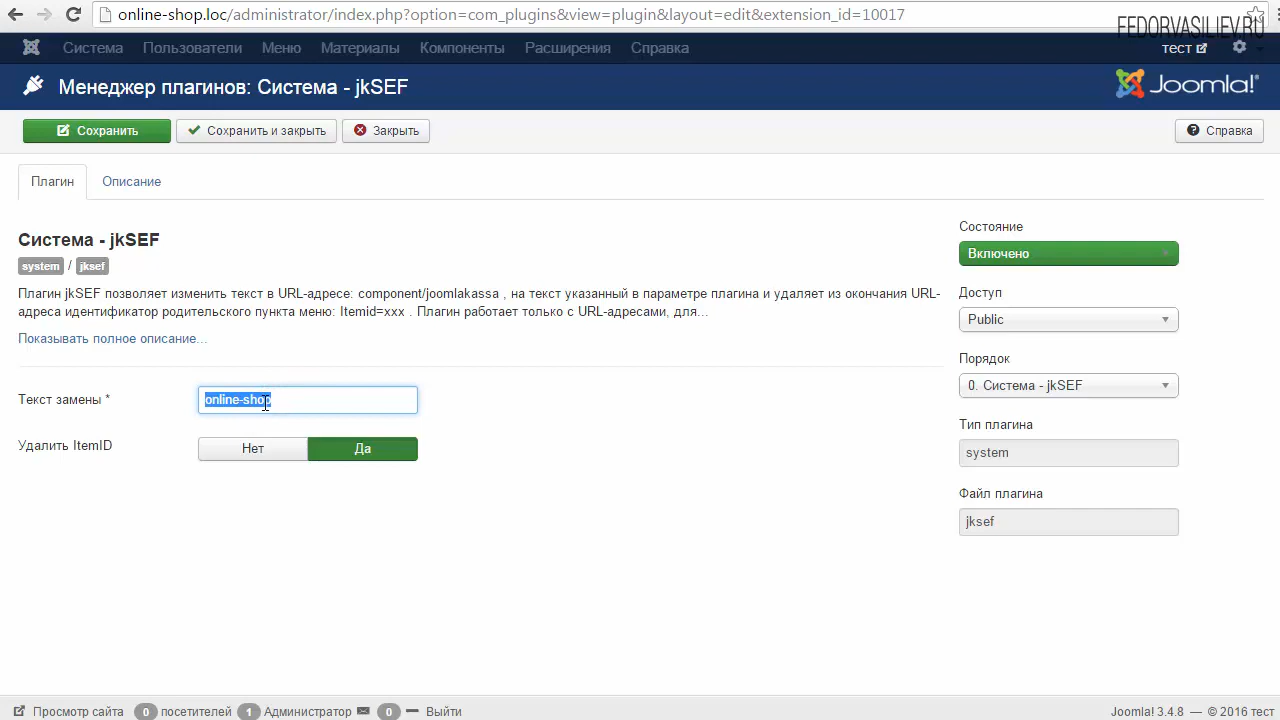 online-shop.loc/administrator/index.php?option=com_plugins&view=plugin&layout=edit&extension_id=10017
FEDORVASILIEV.RU
Система Пользователи Меню Материалы Компоненты Расширения Справка тест
Менеджер плагинов: Система - jkSEF Joomla!
Сохранить Сохранить и закрыть Закрыть Справка
Плагин Описание
Система - jkSEF
system / jksef
Плагин jkSEF позволяет изменить текст в URL-адресе: component/joomlakassa , на текст указанный в параметре плагина и удаляет из окончания URL-
адреса идентификатор родительского пункта меню: Itemid=xxx . Плагин работает только с URL-адресами, для...
Показывать полное описание...
Текст замены * online-shop
Удалить ItemID Нет Да
Состояние
Включено
Доступ
Public
Порядок
0. Система - jkSEF
Тип плагина
system
Файл плагина
jksef
Просмотр сайта 0 посетителей 1 Администратор 0 Выйти Joomla! 3.4.8 — © 2016 тест